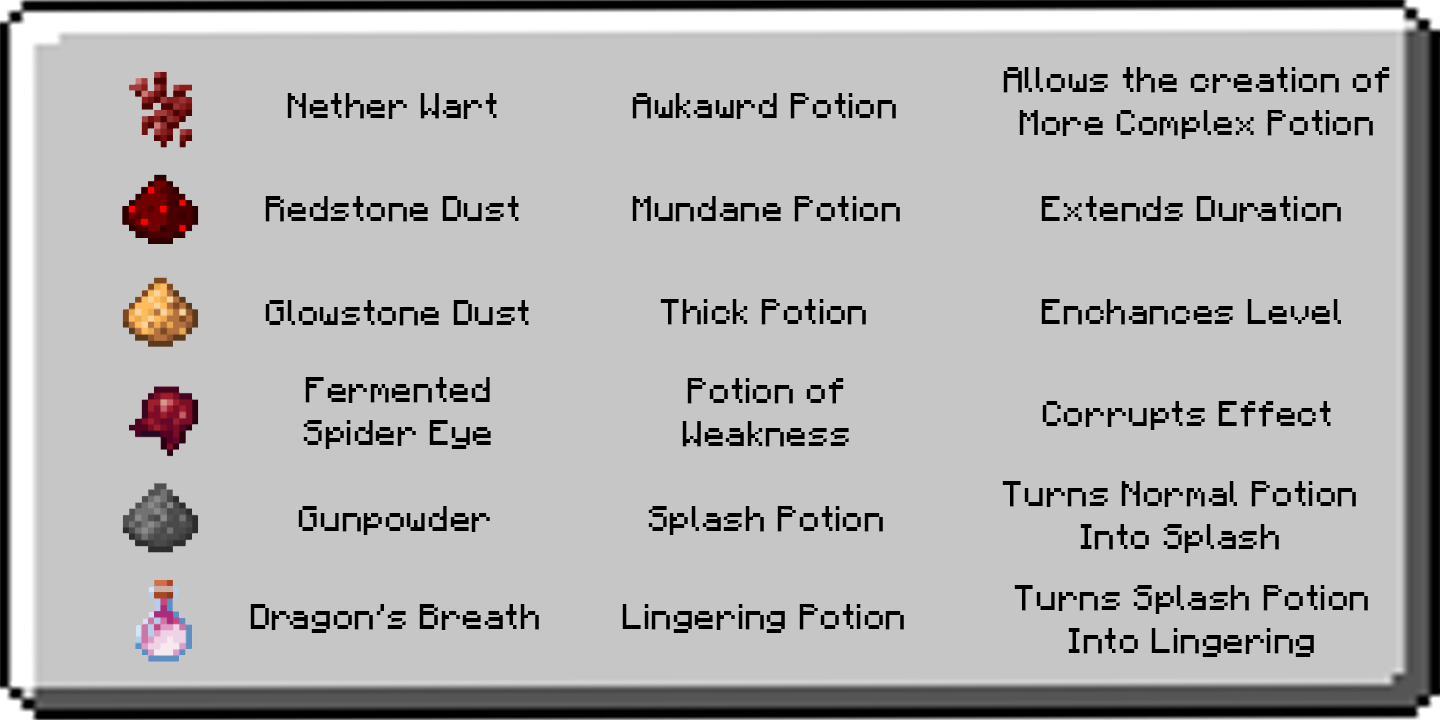 Nether Wart
Awkawrd Potion
Allows the creation of
More Complex Potion
Redstone Dust
Mundane Potion
Extends Duration
Glowstone Dust
Thick Potion
Enchances Level
Fermented
Spider Eye
Potion of
Weakness
Corrupts Effect
Gunpowder
Splash Potion
Turns Normal Potion
Into Splash
Dragon's Breath
Lingering Potion
Turns Splash Potion
Into Lingering